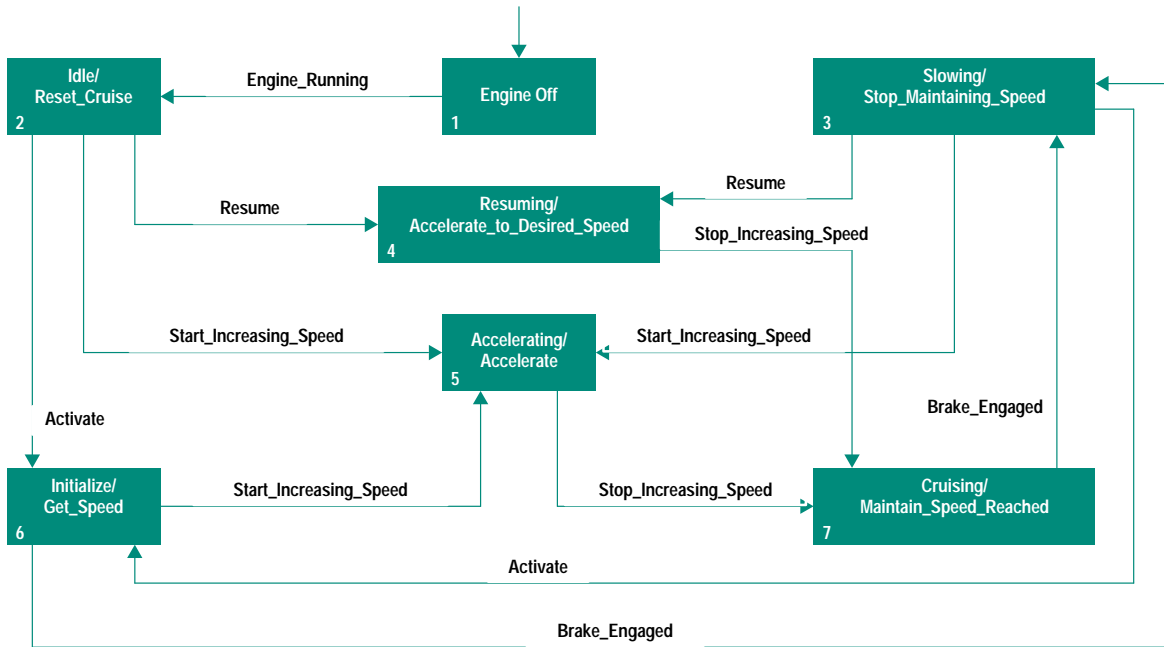 Idle/
Reset_Cruise
2
Engine_Running
Engine Off
1
Slowing/
Stop_Maintaining_Speed
3
Resume
Resuming/
Accelerate_to_Desired_Speed
4
Resume
Stop_Increasing_Speed
Start_Increasing_Speed
Accelerating/
Accelerate
5
Start_Increasing_Speed
Activate
Brake_Engaged
Initialize/
Get_Speed
6
Start_Increasing_Speed
Stop_Increasing_Speed
Cruising/
Maintain_Speed_Reached
7
Activate
Brake_Engaged